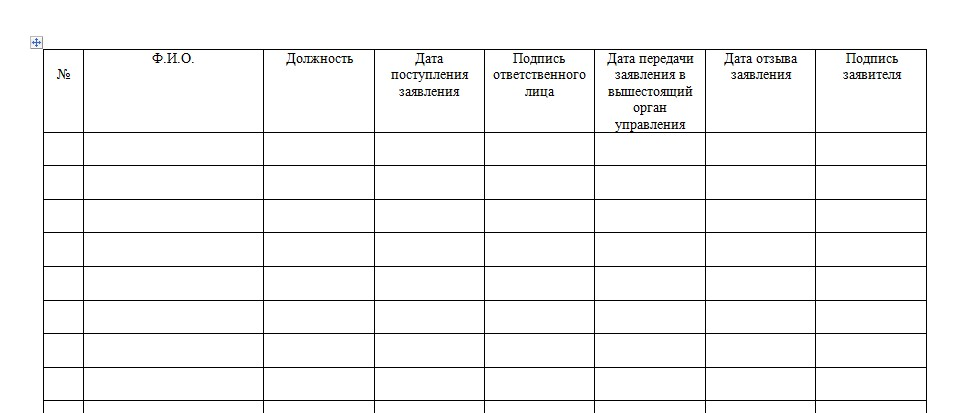 №
Ф.И.О.
Должность
Дата
поступления
заявления
Подпись
ответственного
лица
Дата передачи
заявления в
вышестоящий
орган
управления
Дата отзыва
заявления
Подпись
заявителя